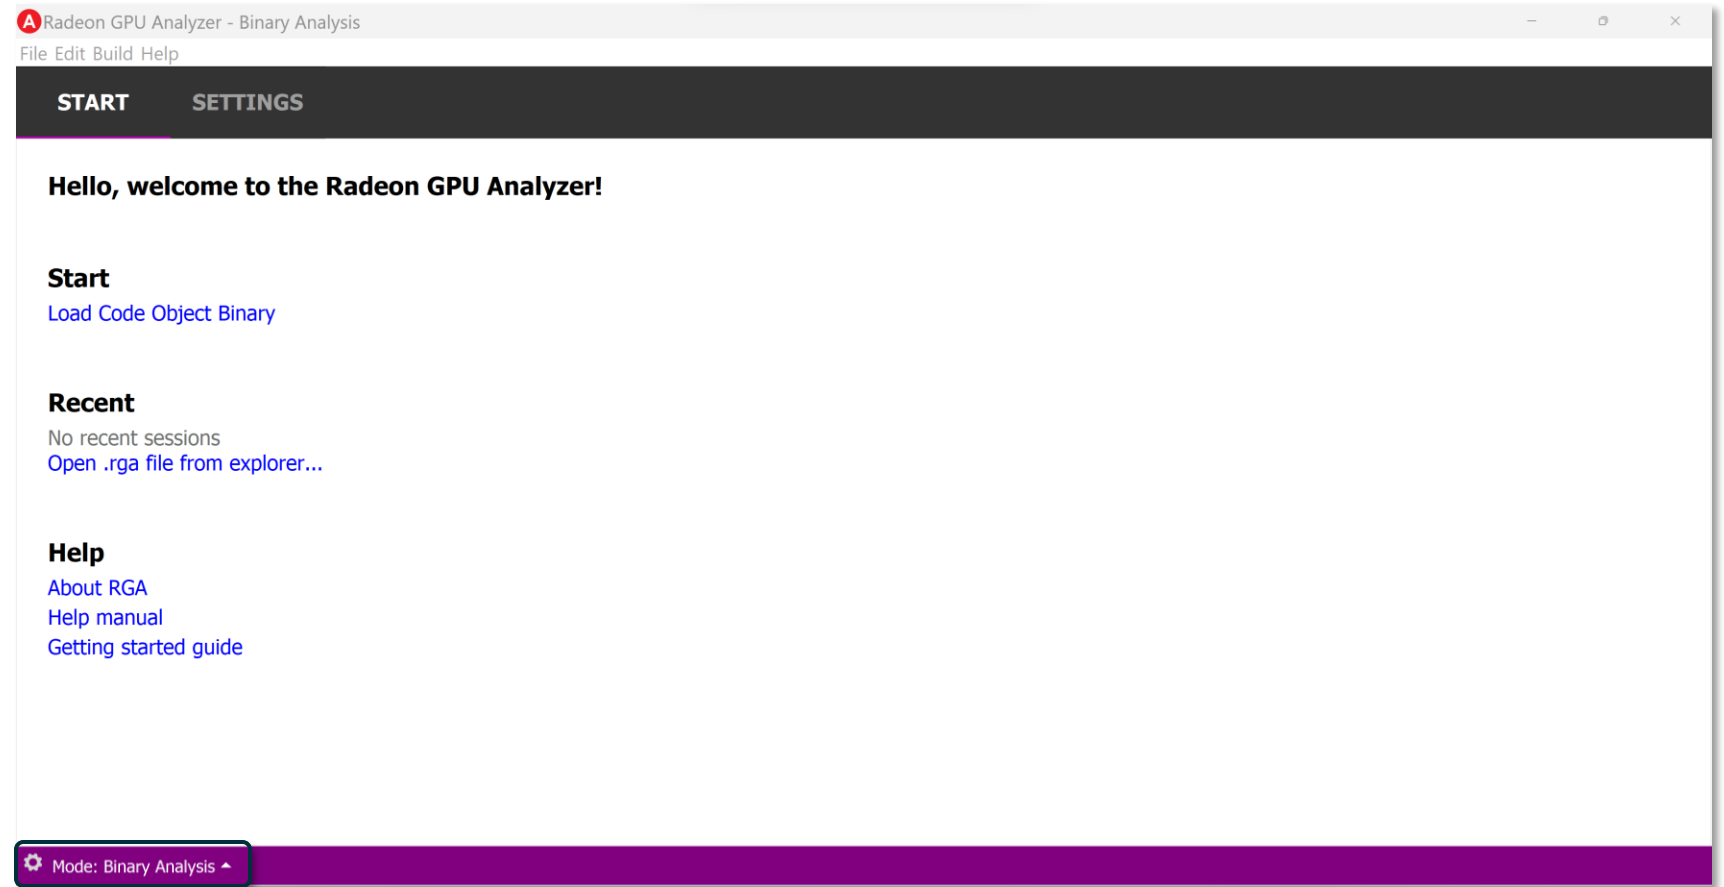 A Radeon GPU Analyzer - Binary Analysis
File Edit Build Help
START SETTINGS
Hello, welcome to the Radeon GPU Analyzer!
Start
Load Code Object Binary
Recent
No recent sessions
Open .rga file from explorer...
Help
About RGA
Help manual
Getting started guide
Mode: Binary Analysis